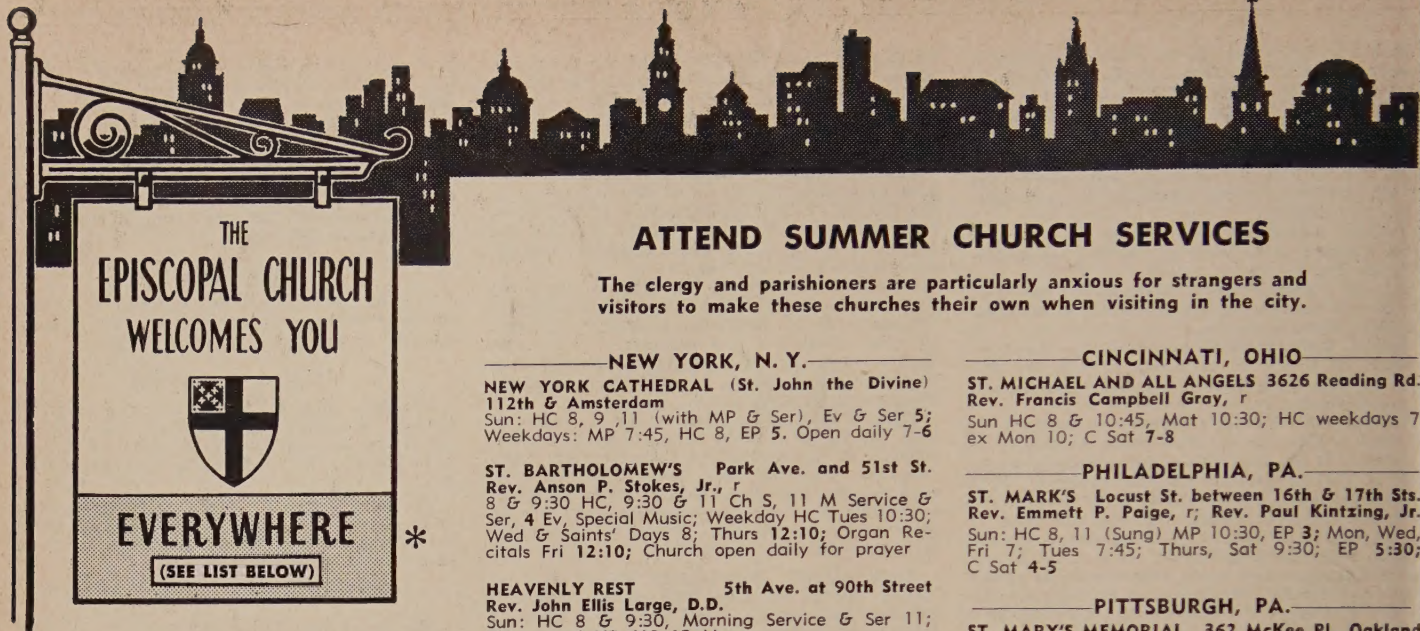 THE
EPISCOPAL CHURCH
WELCOMES YOU
EVERYWHERE
(SEE LIST BELOW)
*
ATTEND SUMMER CHURCH SERVICES
The clergy and parishioners are particularly anxious for strangers and
visitors to make these churches their own when visiting in the city.
NEW YORK, N. Y.
NEW YORK CATHEDRAL (St. John the Divine)
112th & Amsterdam
Sun: HC 8, 9 ,11 (with MP & Ser), Ev & Ser 5;
Weekdays: MP 7:45, HC 8, EP 5. Open daily 7-6
ST. BARTHOLOMEW'S Park Ave. and 51st St.
Rev. Anson P. Stokes, Jr., r
8 & 9:30 HC, 9:30 & 11 Ch S, 11 M Service &
Ser, 4 Ev, Special Music; Weekday HC Tues 10:30;
Wed & Saints' Days 8; Thurs 12:10; Organ Re-
citals Fri 12:10; Church open daily for prayer
HEAVENLY REST 5th Ave. at 90th Street
Rev. John Ellis Large, D.D.
Sun: HC 8 & 9:30, Morning Service & Ser 11;
CINCINNATI, OHIO
ST. MICHAEL AND ALL ANGELS 3626 Reading Rd.
Rev. Francis Campbell Gray, r
Sun HC 8 & 10:45, Mat 10:30; HC weekdays 7
ex Mon 10; C Sat 7-8
PHILADELPHIA, PA.
ST. MARK'S Locust St. between 16th & 17th Sts.
Rev. Emmett P. Paige, r; Rev. Paul Kintzing, Jr.
Sun: HC 8, 11 (Sung) MP 10:30, EP 3; Mon, Wed,
Fri 7; Tues 7:45; Thurs, Sat 9:30; EP 5:30;
C Sat 4-5
PITTSBURGH, PA.
ST. MARY'S MEMORIAL 362 McKee Pl. Oakland